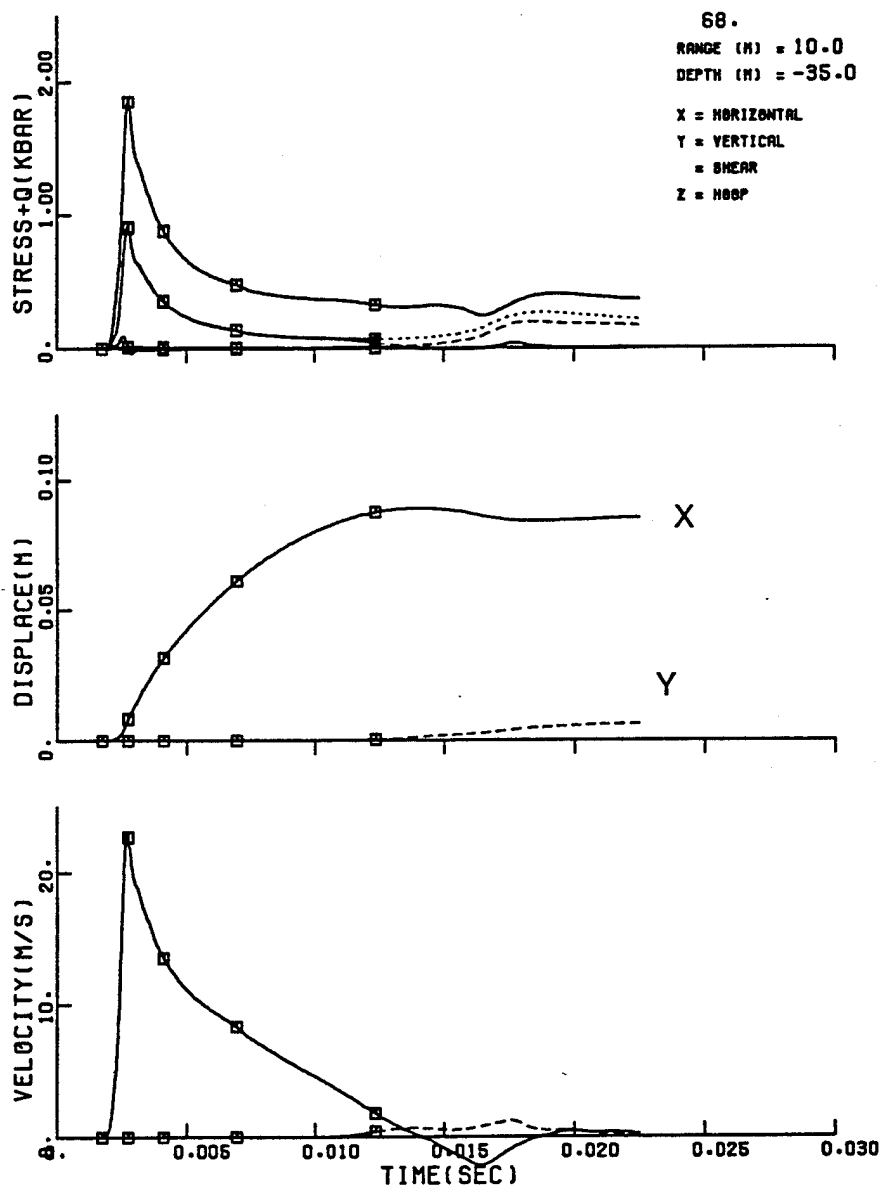 68.
RANGE (M) = 10.0
DEPTH (M) = -35.0
X = HORIZONTAL
Y = VERTICAL
= SHEAR
Z = HOOP
STRESS+Q(KBAR)
2.00
1.00
0.
DISPLACE(M)
0.10
0.05
0.
X
Y
VELOCITY(M/S)
20.
10.
0.
0. 0.005 0.010 0.015 0.020 0.025 0.030
TIME(SEC)